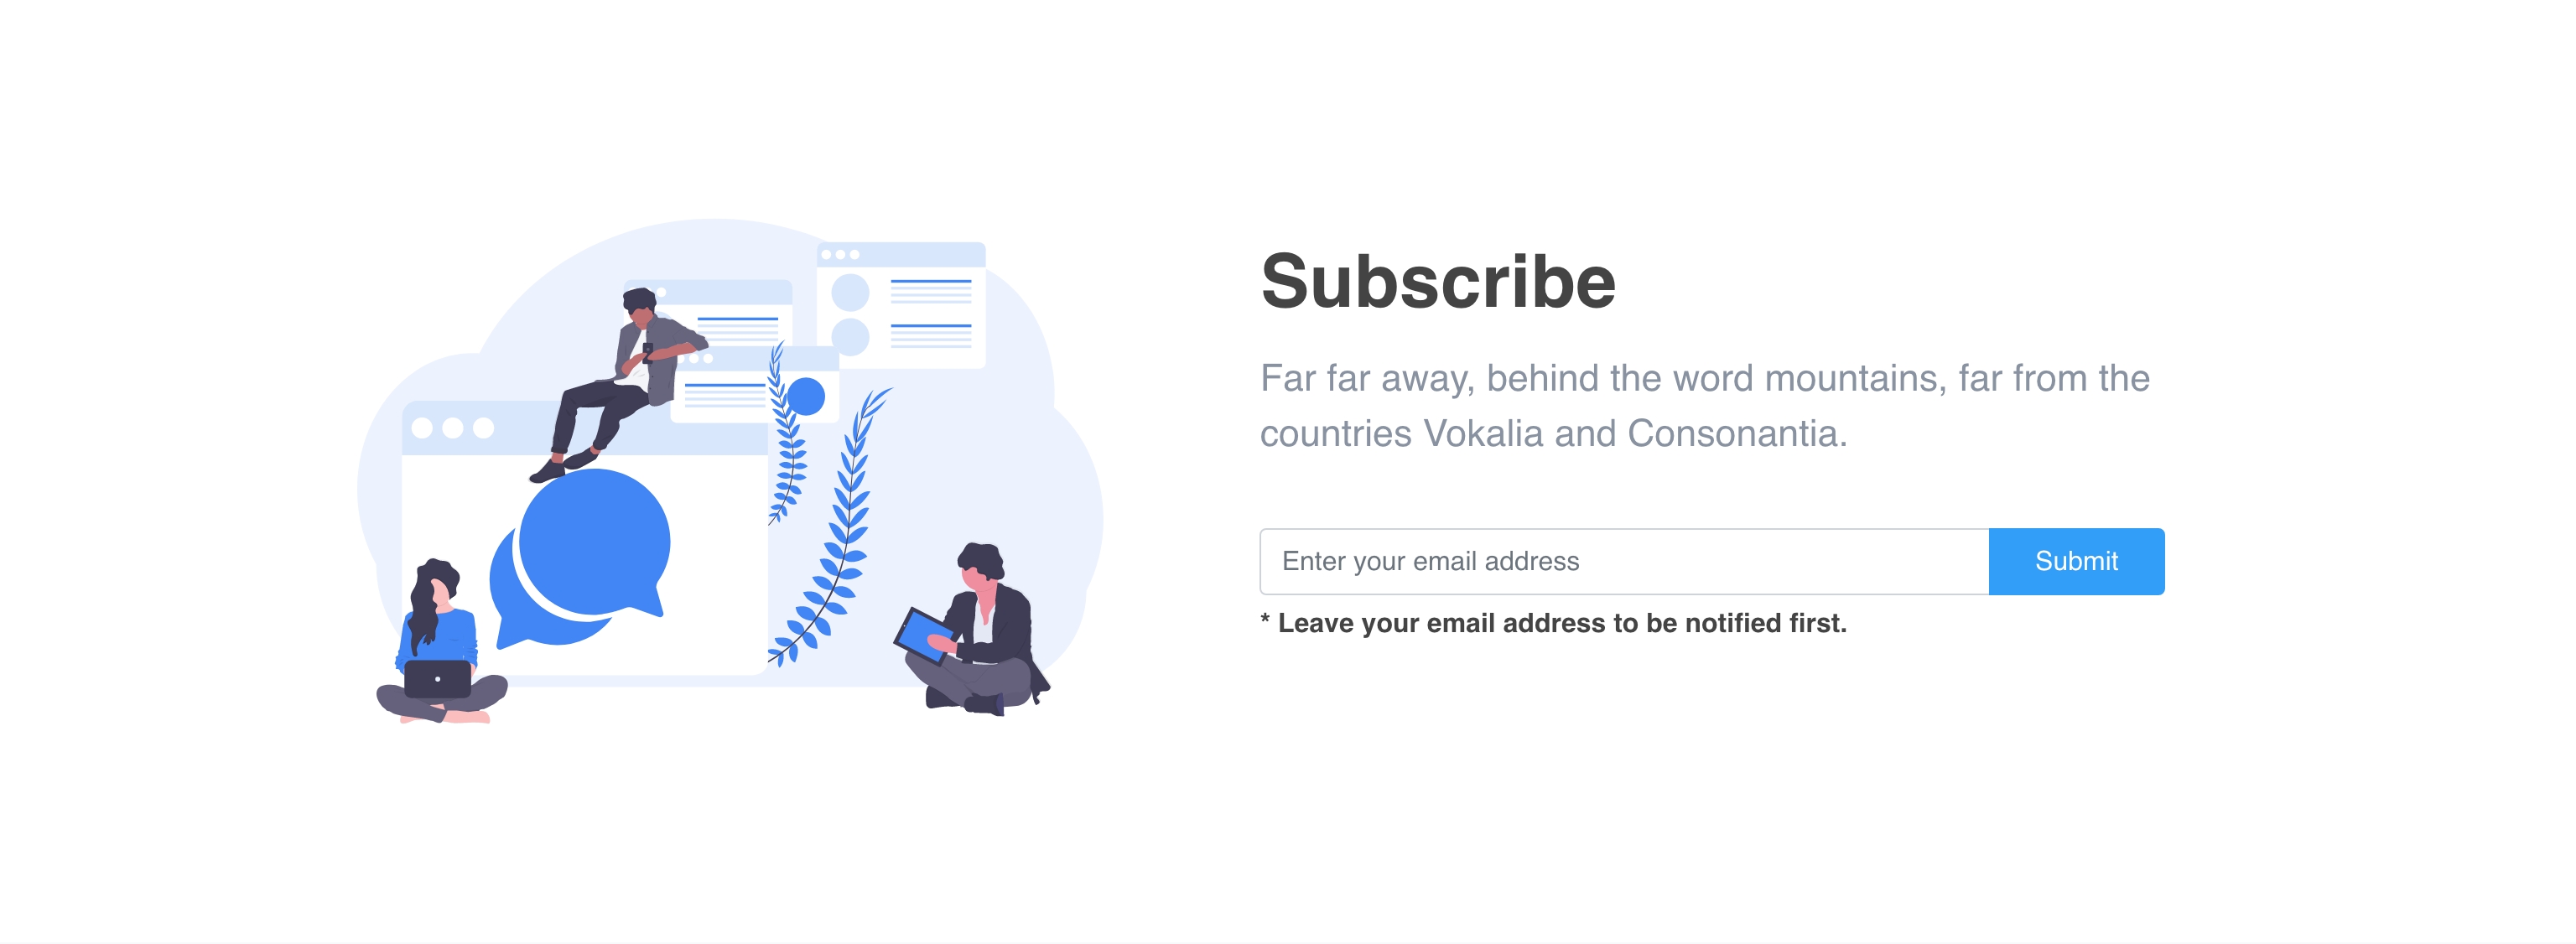 Subscribe
Far far away, behind the word mountains, far from the
countries Vokalia and Consonantia.
Enter your email address
Submit
* Leave your email address to be notified first.